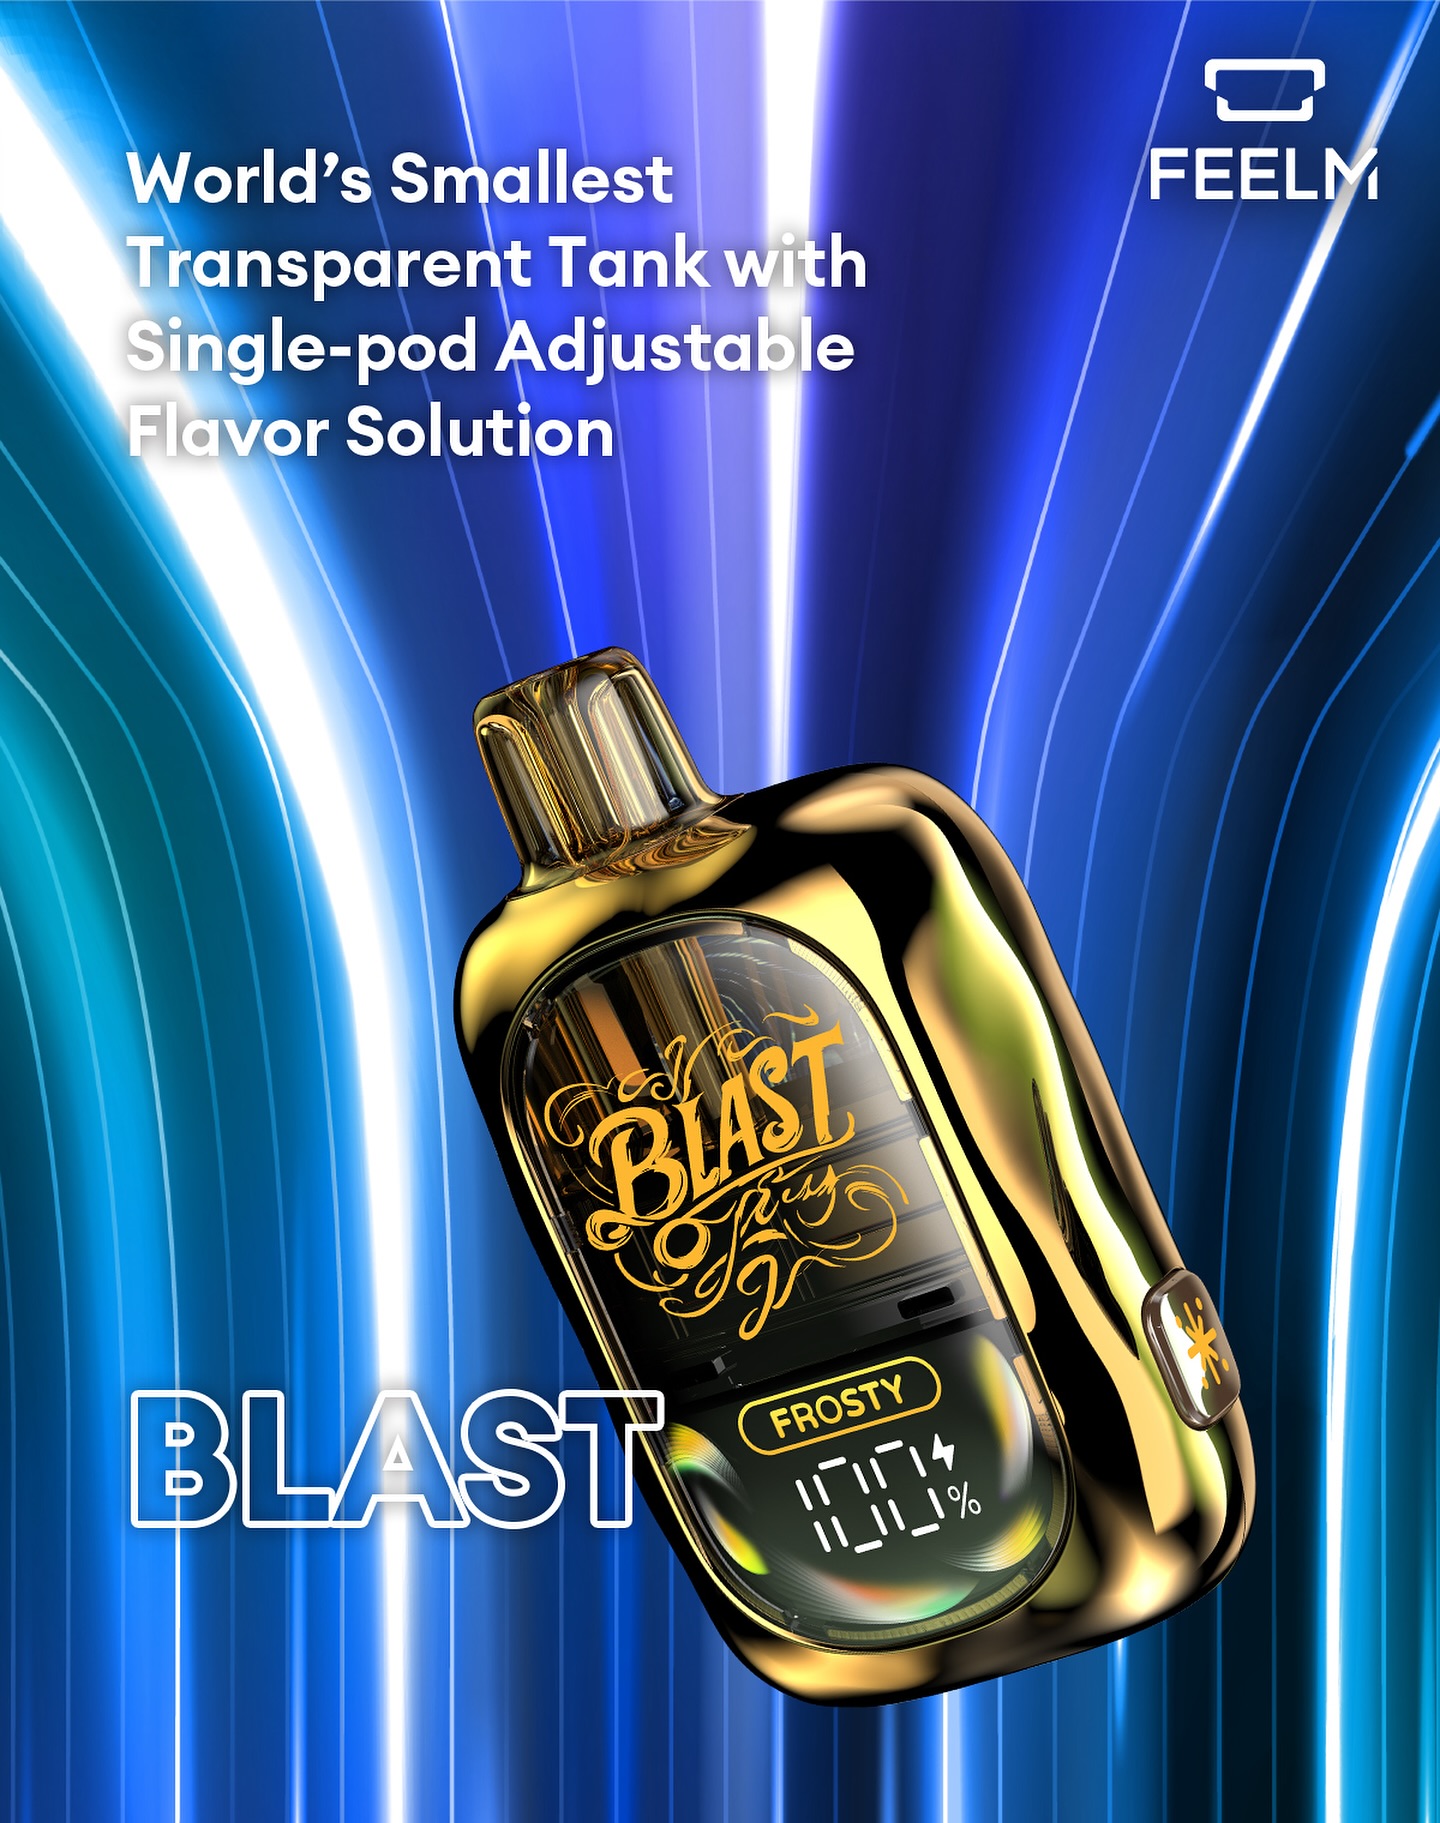 World’s Smallest
Transparent Tank with
Single-pod Adjustable
Flavor Solution
FEELM
BLAST
FROSTY
100%
BLAST